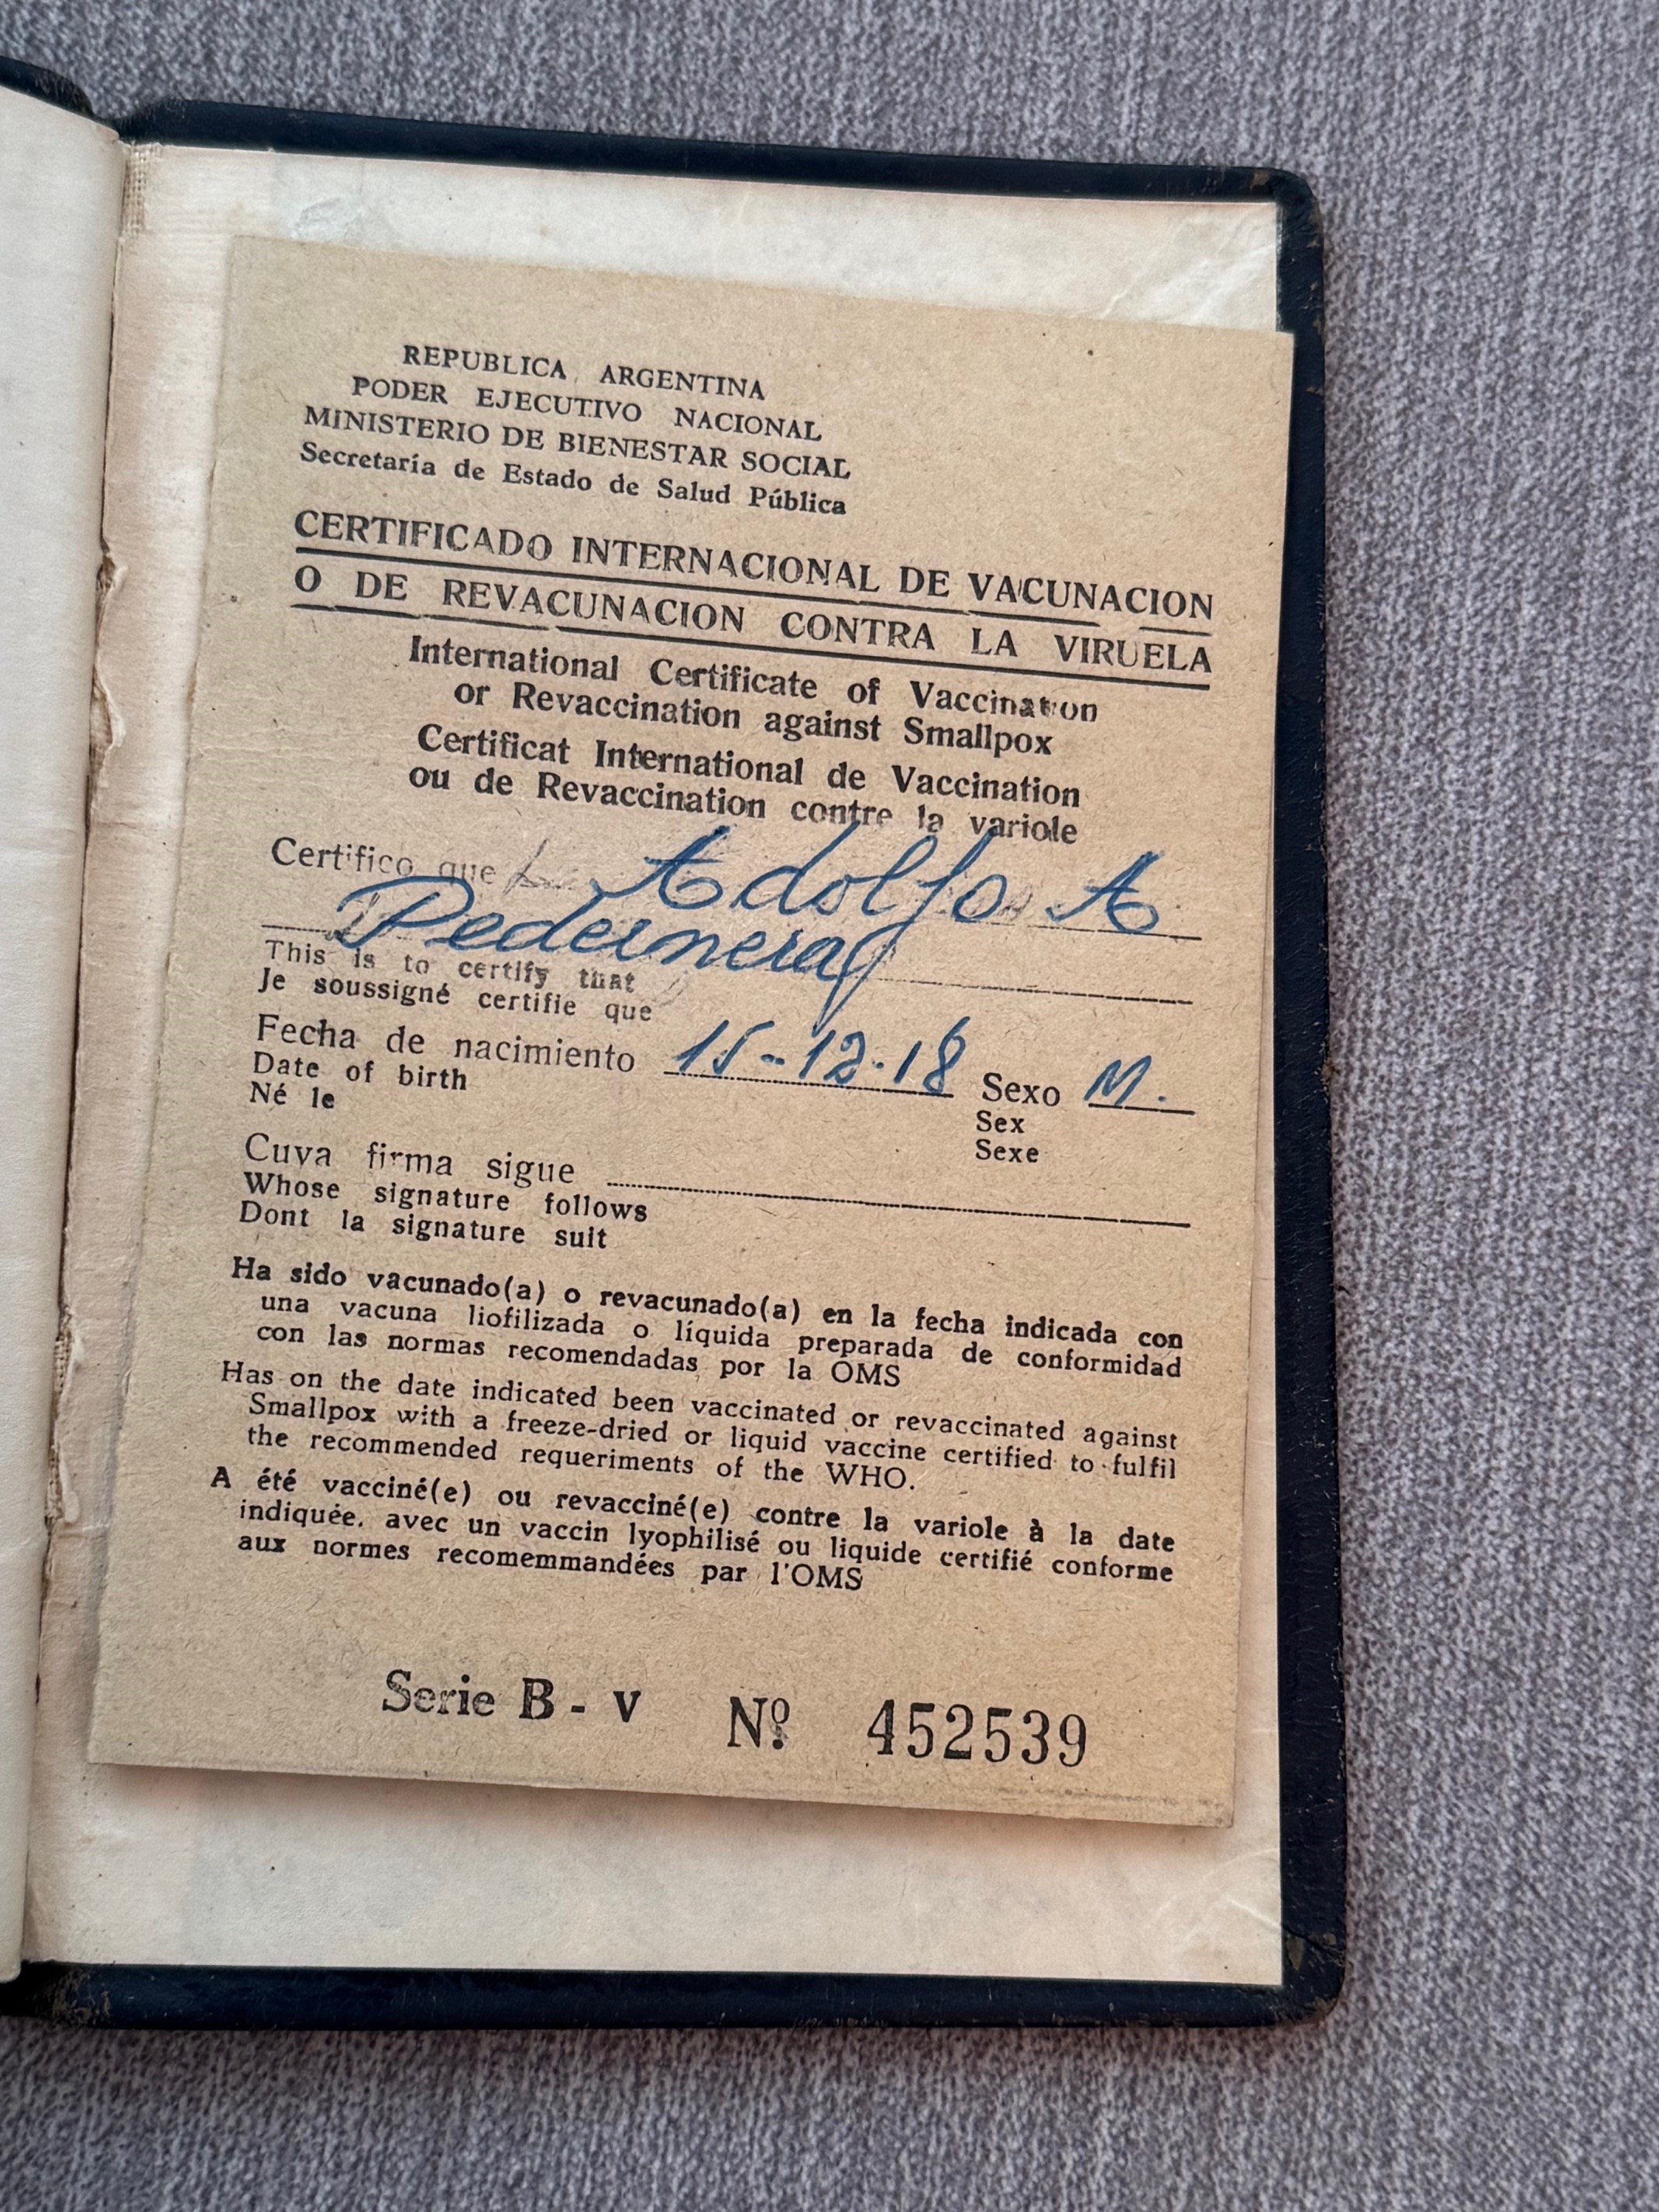 REPUBLICA ARGENTINA
PODER EJECUTIVO NACIONAL
MINISTERIO DE BIENESTAR SOCIAL
Secretaría de Estado de Salud Pública
CERTIFICADO INTERNACIONAL DE VACUNACION
O DE REVACUNACION CONTRA LA VIRUELA
International Certificate of Vaccination
or Revaccination against Smallpox
Certificat International de Vaccination
ou de Revaccination contre la variole
Certifico que Adolfo A
Pedernera
This is to certify that
Je soussigné certifie que
Fecha de nacimiento 15-12-18 Sexo M.
Date of birth Sex
Né le Sexe
Cuya firma sigue
Whose signature follows
Dont la signature suit
Ha sido vacunado(a) o revacunado(a) en la fecha indicada con
una vacuna liofilizada o líquida preparada de conformidad
con las normas recomendadas por la OMS
Has on the date indicated been vaccinated or revaccinated against
Smallpox with a freeze-dried or liquid vaccine certified to fulfil
the recommended requeriments of the WHO.
A été vacciné(e) ou revacciné(e) contre la variole à la date
indiquée. avec un vaccin lyophilisé ou liquide certifié conforme
aux normes recomemmandées par l'OMS
Serie B - V Nº 452539